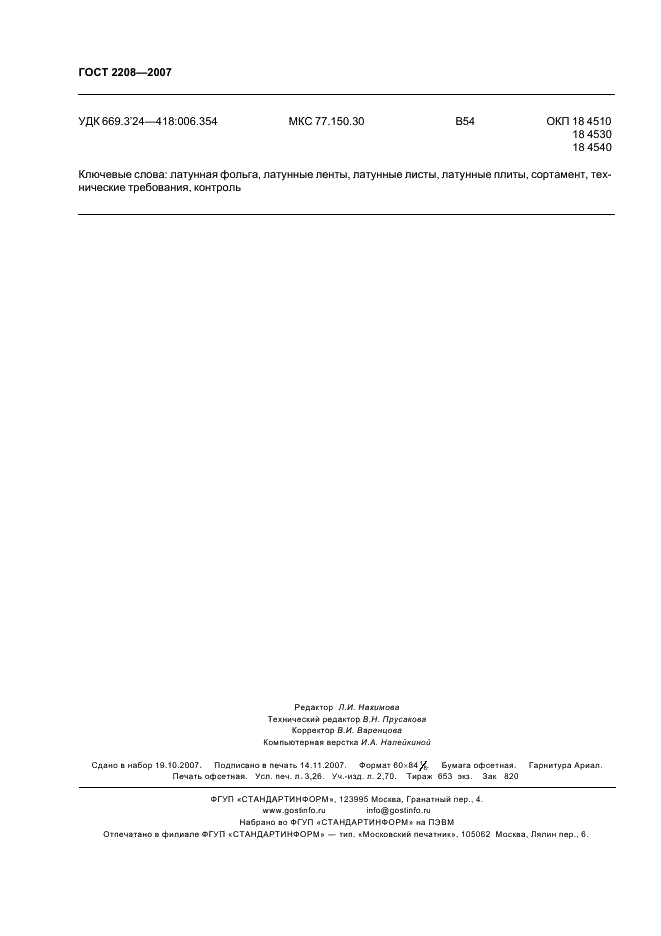 ГОСТ 2208—2007
УДК 669.3'24—418:006.354 МКС 77.150.30 В54 ОКП 18 4510
18 4530
18 4540
Ключевые слова: латунная фольга, латунные ленты, латунные листы, латунные плиты, сортамент, тех-
нические требования, контроль
Редактор Л.И. Нахимова
Технический редактор В.Н. Прусакова
Корректор В.И. Варенцова
Компьютерная верстка И.А. Налейкиной
Сдано в набор 19.10.2007. Подписано в печать 14.11.2007. Формат 60×84 Бумага офсетная. Гарнитура Ариал.
Печать офсетная. Усл. печ. л. 3,26. Уч.-изд. л. 2,70. Тираж 653 экз. Зак 820
ФГУП «СТАНДАРТИНФОРМ», 123995 Москва, Гранатный пер., 4.
www.gostinfo.ru info@gostinfo.ru
Набрано во ФГУП «СТАНДАРТИНФОРМ» на ПЭВМ
Отпечатано в филиале ФГУП «СТАНДАРТИНФОРМ» — тип. «Московский печатник», 105062 Москва, Лялин пер., 6.